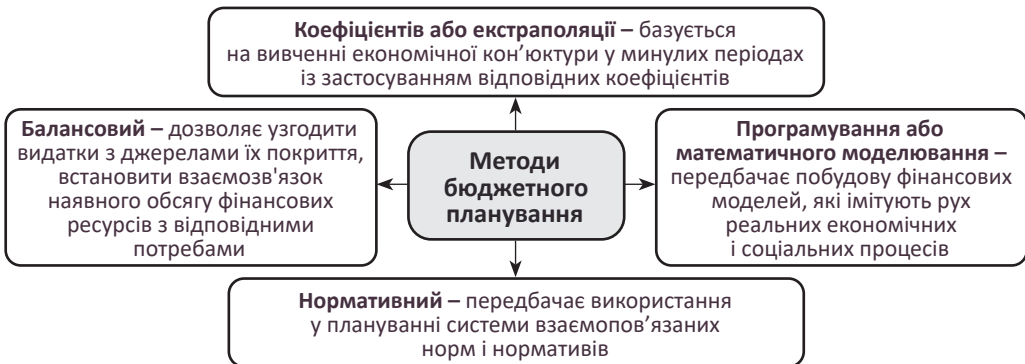 Коефіцієнтів або екстраполяції – базується
на вивченні економічної кон’юктури у минулих періодах
із застосуванням відповідних коефіцієнтів
Балансовий – дозволяє узгодити
видатки з джерелами їх покриття,
встановити взаємозв'язок
наявного обсягу фінансових
ресурсів з відповідними
потребами
Методи
бюджетного
планування
Програмування або
математичного моделювання –
передбачає побудову фінансових
моделей, які імітують рух
реальних економічних
і соціальних процесів
Нормативний – передбачає використання
у плануванні системи взаємопов’язаних
норм і нормативів